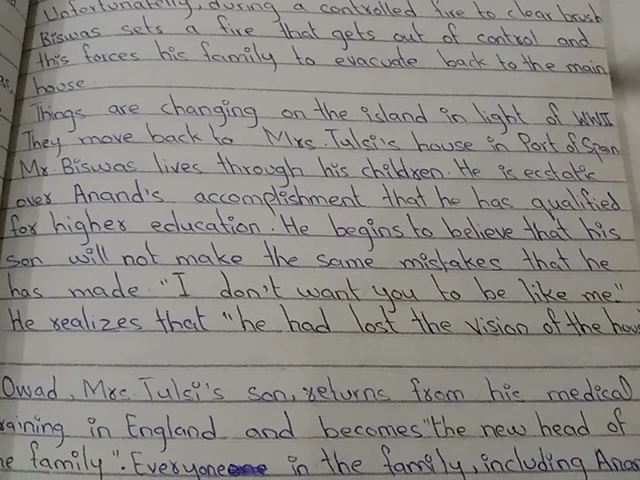 Unfortunately, during a controlled fire to clear brush
Biswas sets a fire that gets out of control and
this forces his family to evacuate back to the main
house
Things are changing on the island in light of WWII
They move back to Mrs. Tulsi's house in Port of Spain
Mr. Biswas lives through his children. He is ecstatic
over Anand's accomplishment that he has qualified
for higher education. He begins to believe that his
son will not make the same mistakes that he
has made. "I don't want you to be like me."
He realizes that "he had lost the vision of the hous
Owad, Mrs. Tulsi's son, returns from his medical
raining in England and becomes "the new head of
he family". Everyone in the family, including Anan